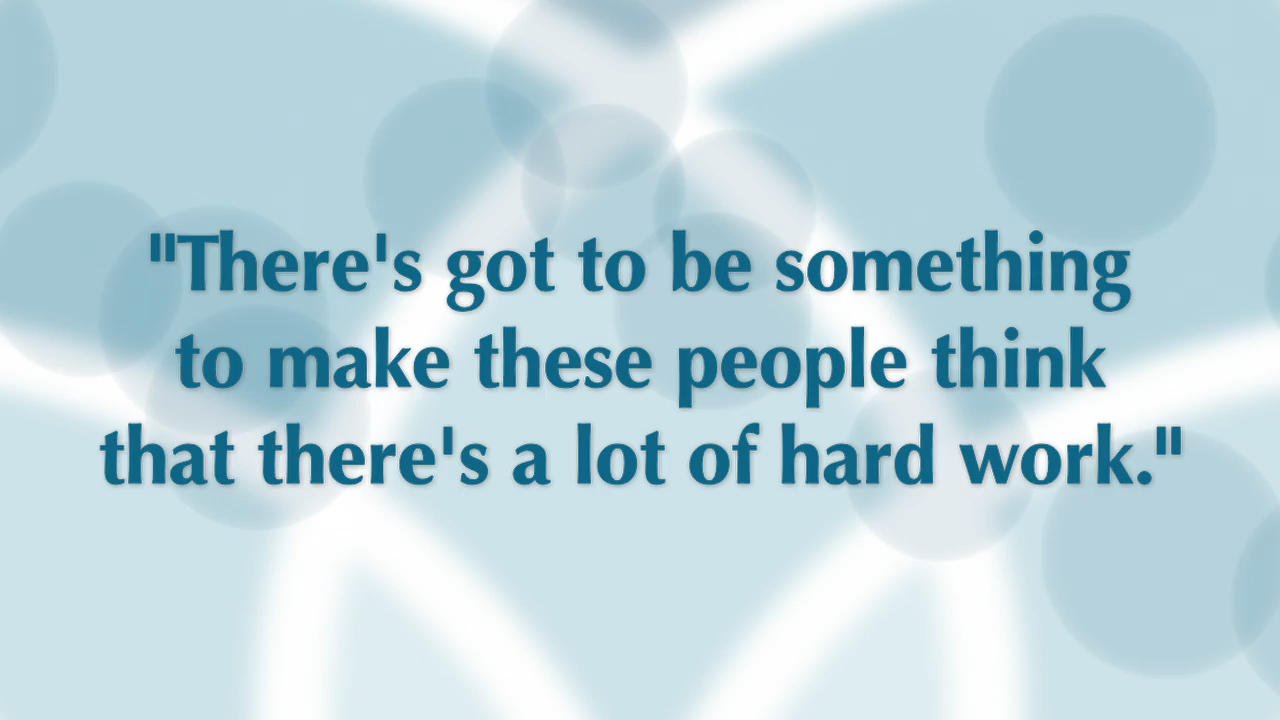 "There's got to be something
to make these people think
that there's a lot of hard work."